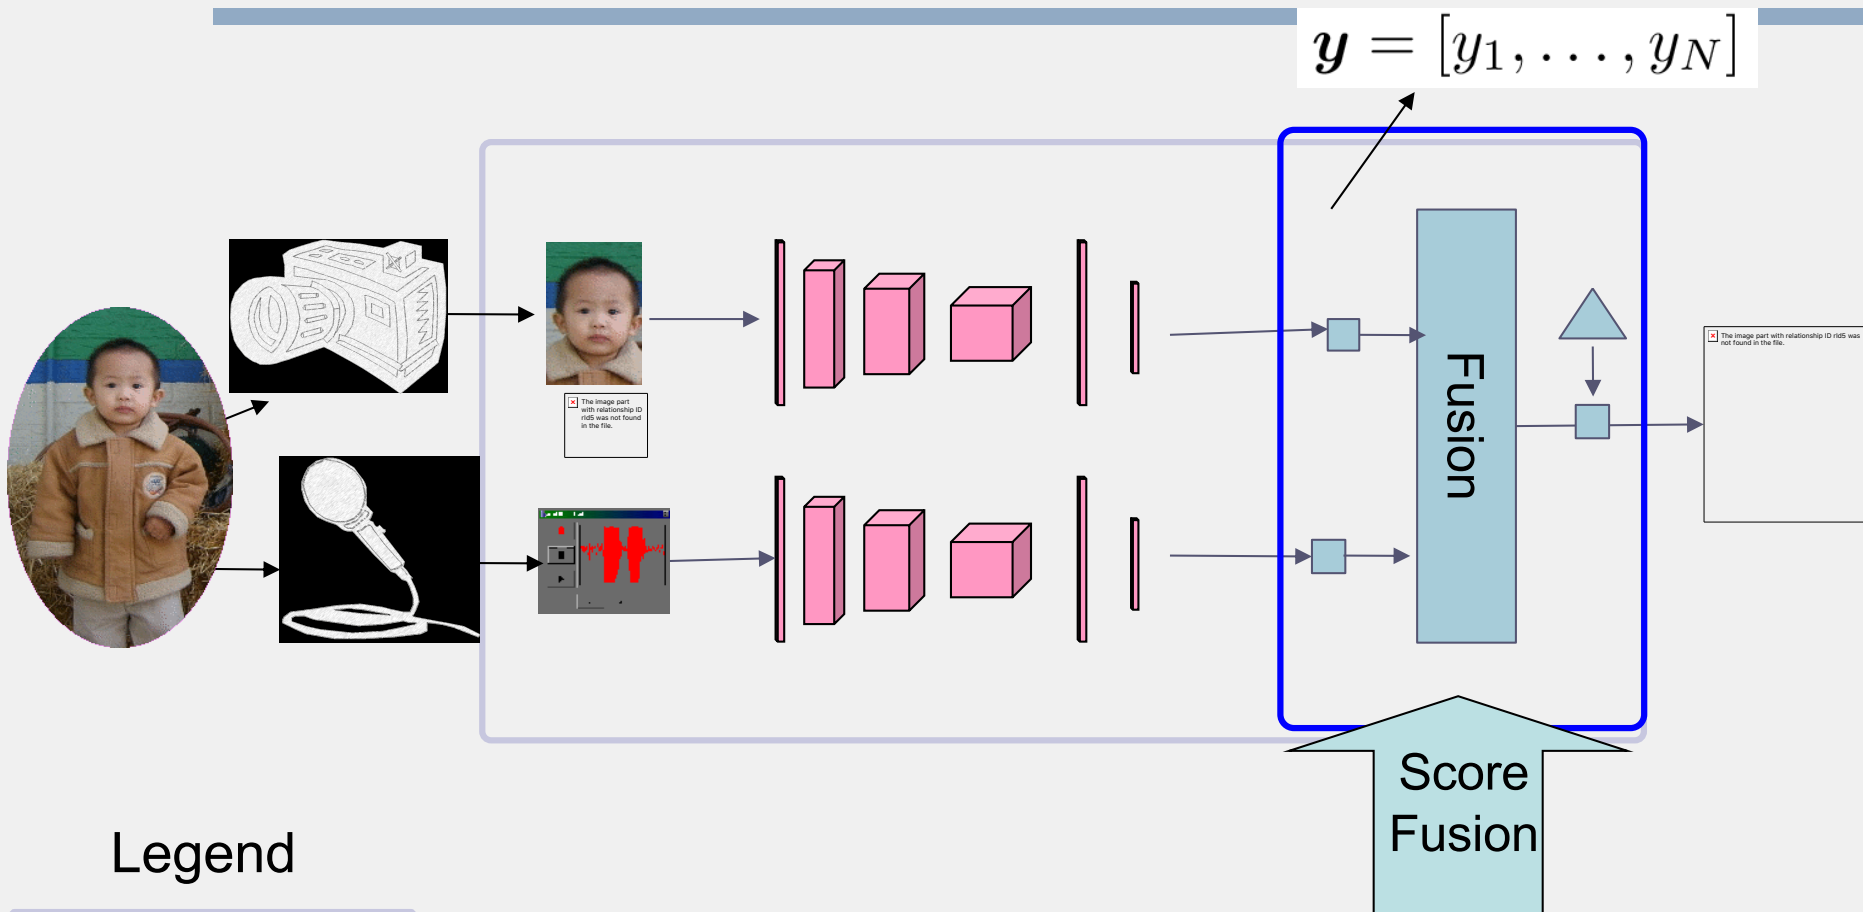 y = [y1, . . . , yN]
The image part
with relationship ID
rId5 was not found
in the file.
Fusion
The image part with relationship ID rId5 was
not found in the file.
Score
Fusion
Legend